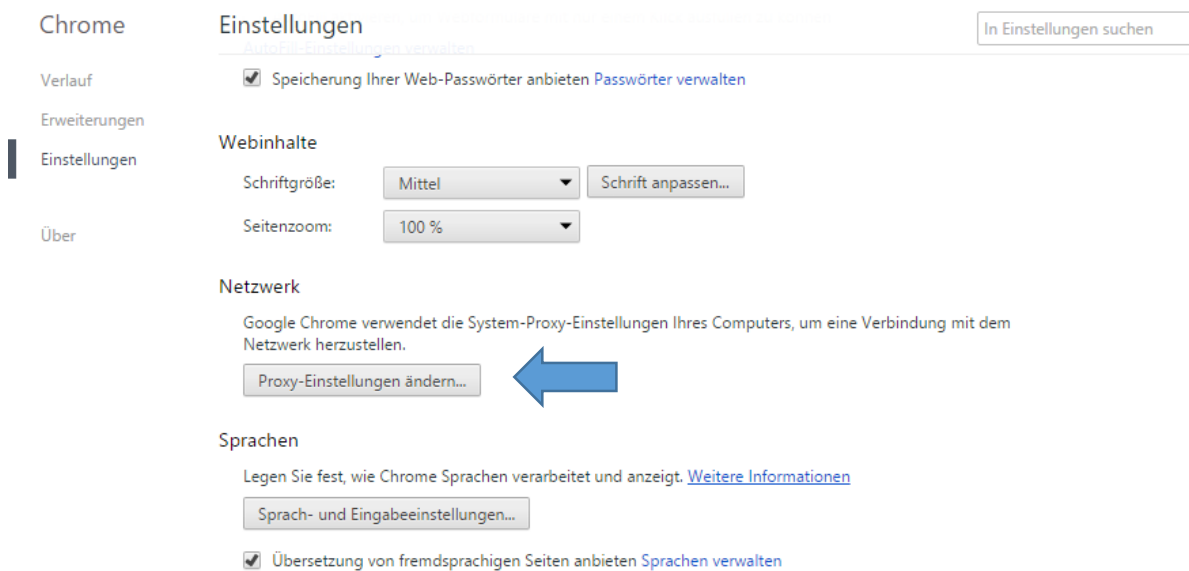 Chrome
Einstellungen
In Einstellungen suchen
AutoFill-Einstellungen verwalten
Verlauf
Speicherung Ihrer Web-Passwörter anbieten Passwörter verwalten
Erweiterungen
Einstellungen
Über
Webinhalte
Schriftgröße: Mittel Schrift anpassen...
Seitenzoom: 100 %
Netzwerk
Google Chrome verwendet die System-Proxy-Einstellungen Ihres Computers, um eine Verbindung mit dem
Netzwerk herzustellen.
Proxy-Einstellungen ändern...
Sprachen
Legen Sie fest, wie Chrome Sprachen verarbeitet und anzeigt. Weitere Informationen
Sprach- und Eingabeeinstellungen...
Übersetzung von fremdsprachigen Seiten anbieten Sprachen verwalten